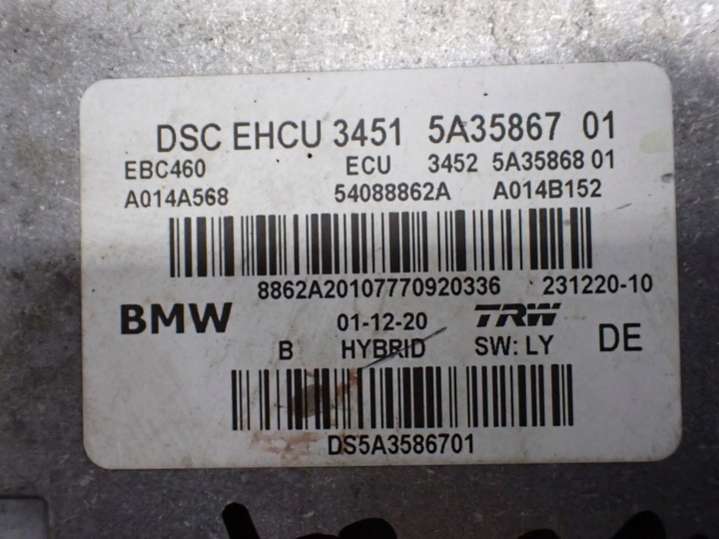 DSC EHCU 3451 5A35867 01
EBC460 ECU 3452 5A35868 01
A014A568 54088862A A014B152
8862A20107770920336 231220-10
BMW 01-12-20 TRW
B HYBRID SW: LY DE
DS5A3586701